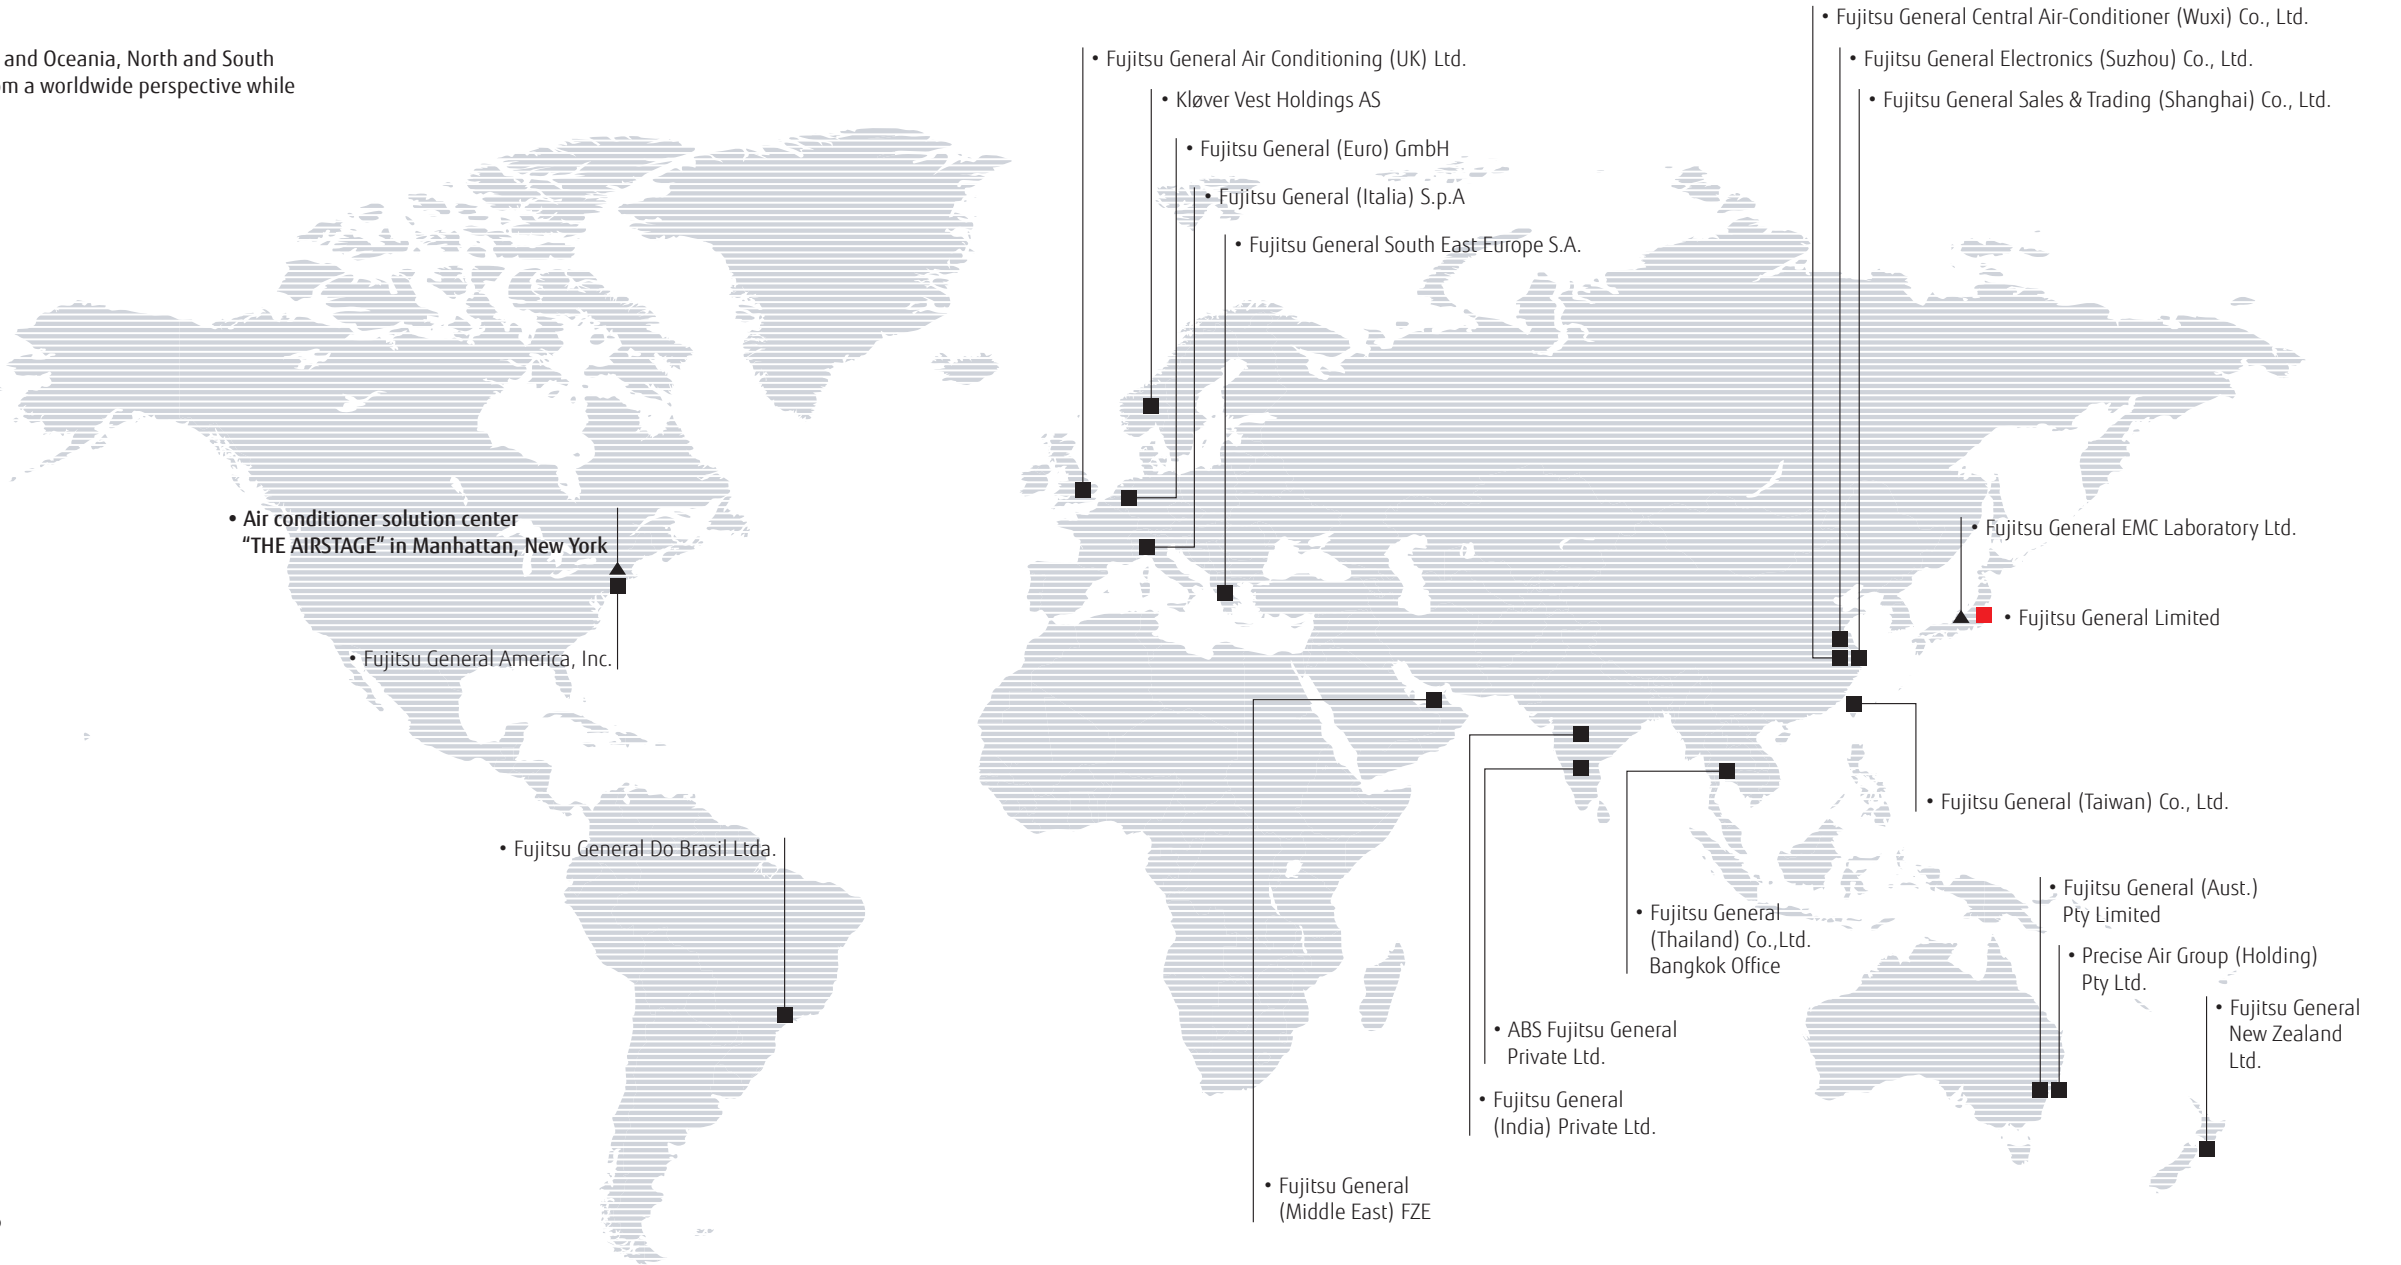 and Oceania, North and South
m a worldwide perspective while
• Fujitsu General Central Air-Conditioner (Wuxi) Co., Ltd.
• Fujitsu General Electronics (Suzhou) Co., Ltd.
• Fujitsu General Sales & Trading (Shanghai) Co., Ltd.
• Fujitsu General Air Conditioning (UK) Ltd.
• Kløver Vest Holdings AS
• Fujitsu General (Euro) GmbH
• Fujitsu General (Italia) S.p.A
• Fujitsu General South East Europe S.A.
• Air conditioner solution center
“THE AIRSTAGE” in Manhattan, New York
• Fujitsu General America, Inc.
• Fujitsu General EMC Laboratory Ltd.
• Fujitsu General Limited
• Fujitsu General (Taiwan) Co., Ltd.
• Fujitsu General Do Brasil Ltda.
• Fujitsu General
(Thailand) Co.,Ltd.
Bangkok Office
• Fujitsu General (Aust.)
Pty Limited
• Precise Air Group (Holding)
Pty Ltd.
• Fujitsu General
New Zealand
Ltd.
• ABS Fujitsu General
Private Ltd.
• Fujitsu General
(India) Private Ltd.
• Fujitsu General
(Middle East) FZE